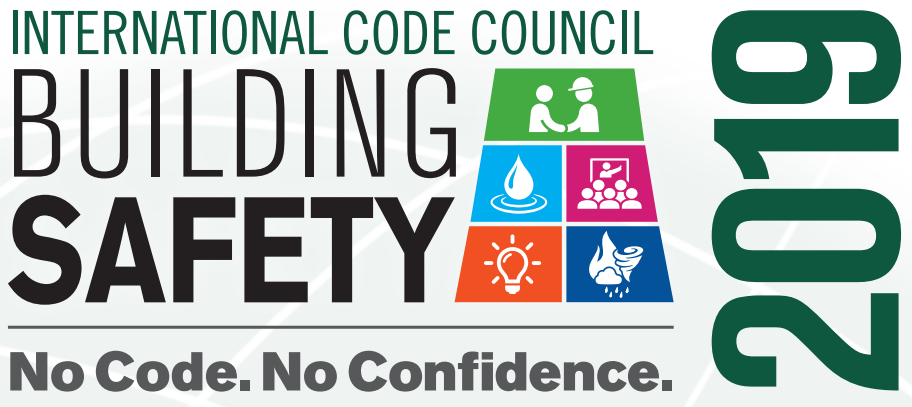 INTERNATIONAL CODE COUNCIL
BUILDING
SAFETY
No Code. No Confidence.
2019